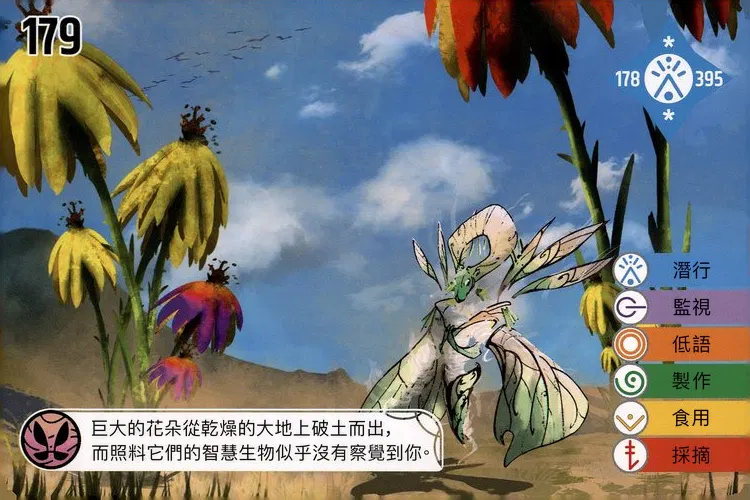 179
178 395
潛行
監視
低語
製作
食用
採摘
巨大的花朵從乾燥的大地上破土而出，
而照料它們的智慧生物似乎沒有察覺到你。